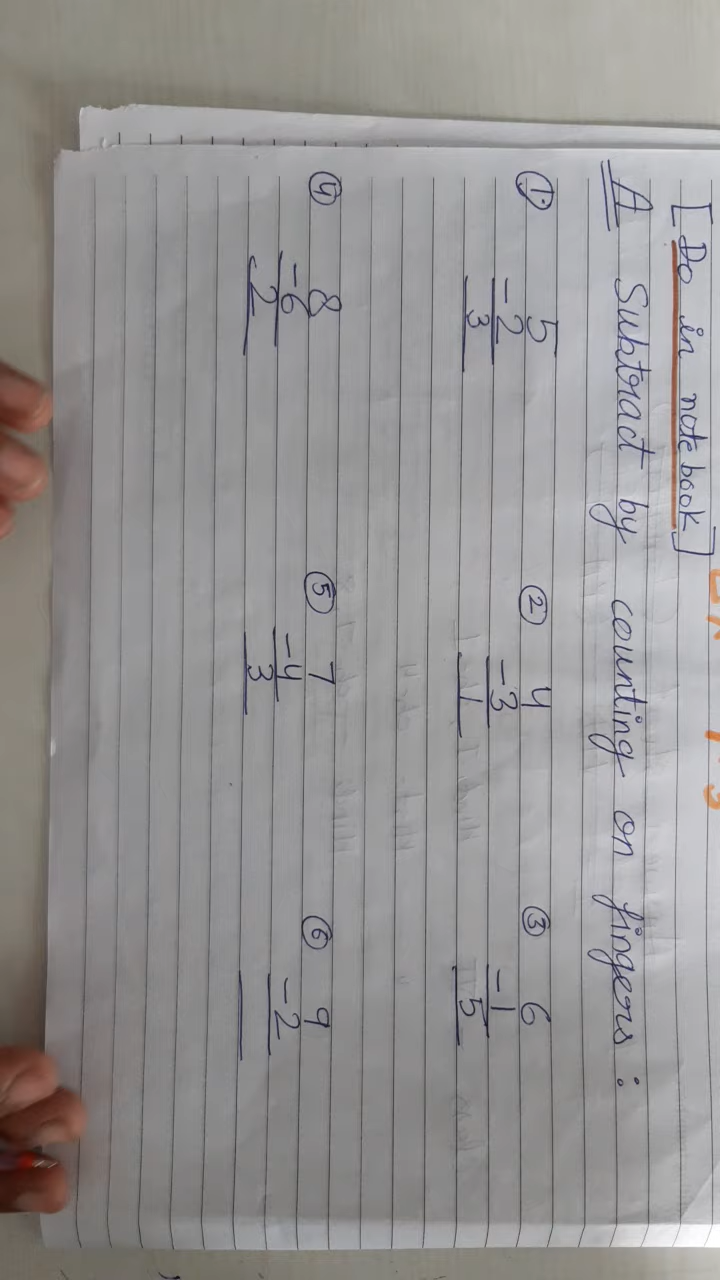 [Do in notebook]
A Subtract by counting on fingers :
① 5 ② 4 ③ 6
-2 -3 -1
3 1 5
④ 8 ⑤ 7 ⑥ 9
-6 -4 -2
2 3